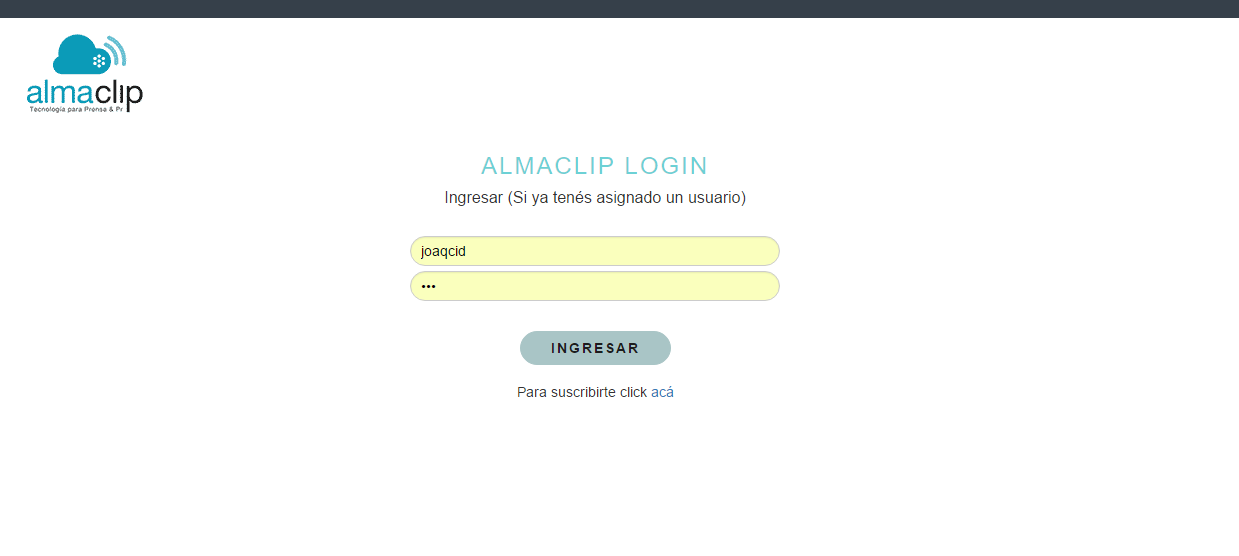 almaclip
Tecnología para Prensa & Pr
ALMACLIP LOGIN
Ingresar (Si ya tenés asignado un usuario)
joaqcid
•••
INGRESAR
Para suscribirte click acá